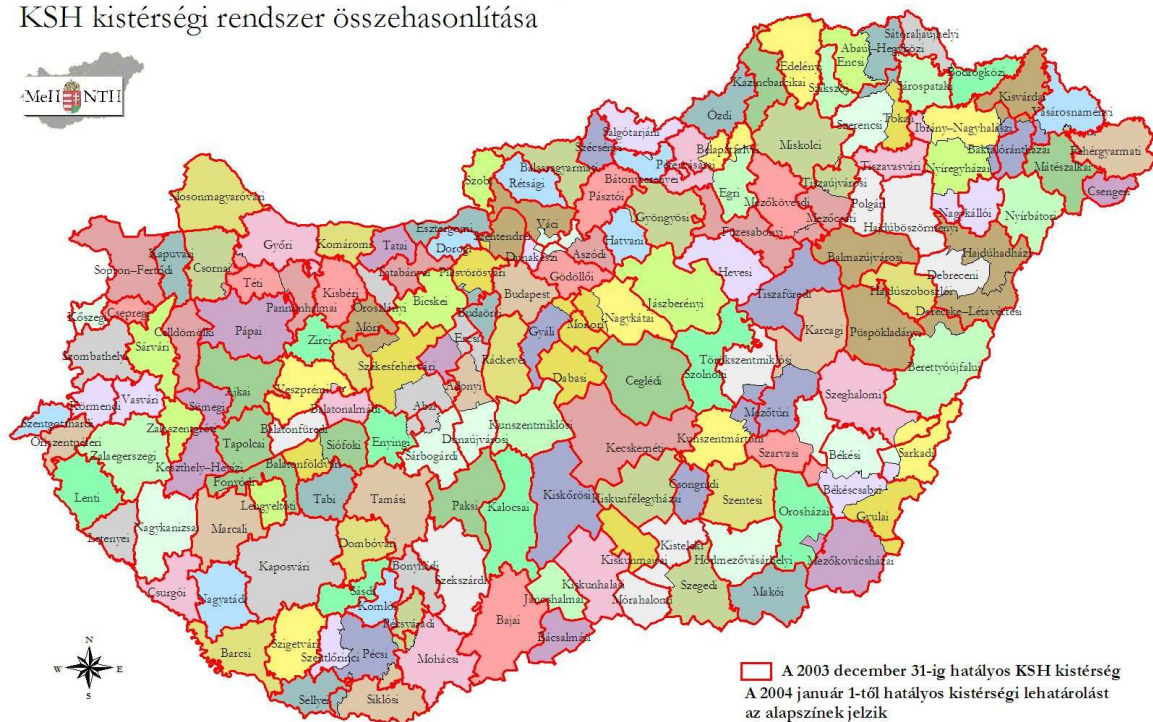 KSH kistérségi rendszer összehasonlítása
MeH NTH
Sátoraljaújhelyi
Abaúj–Hegyközi
Encsi
Edelényi
Bodrogközi
Kazincbarcikai
Szikszói
Sárospataki
Kisvárdai
Vásárosnaményi
Ózdi
Szerencsi
Tokaji
Ibrány–Nagyhalászi
Salgótarjáni
Szécsényi
Bélapátfalvi
Miskolci
Baktalórántházai
Fehérgyarmati
Balassagyarmati
Pétervásárai
Tiszavasvári
Nyíregyházai
Mátészalkai
Szobi
Rétsági
Bátonyterenyei
Egri
Tiszaújvárosi
Csengeri
Pásztói
Mezőkövesdi
Polgári
Nagykállói
Mosonmagyaróvári
Gyöngyösi
Mezőcsáti
Nyírbátori
Esztergomi
Váci
Füzesabonyi
Hajdúböszörményi
Győri
Komáromi
Tatai
Dorogi
Szentendrei
Hatvani
Kapuvári
Dunakeszi
Aszódi
Hevesi
Balmazújvárosi
Hajdúhadházi
Sopron–Fertődi
Csornai
Tatabányai
Pilisvörösvári
Gödöllői
Debreceni
Téti
Kisbéri
Tiszafüredi
Hajdúszoboszlói
Pannonhalmai
Oroszlányi
Bicskei
Budapest
Jászberényi
Derecske–Létavértesi
Kőszegi
Csepregi
Budaörsi
Nagykátai
Celldömölki
Pápai
Móri
Monori
Karcagi
Püspökladányi
Sárvári
Zirci
Ercsi
Gyáli
Törökszentmiklósi
Szombathelyi
Székesfehérvári
Ráckevei
Szolnoki
Berettyóújfalui
Ajkai
Veszprémi
Dabasi
Ceglédi
Körmendi
Vasvári
Adonyi
Szeghalomi
Sümegi
Balatonalmádi
Abai
Szentgotthárdi
Zalaszentgróti
Balatonfüredi
Mezőtúri
Őriszentpéteri
Tapolcai
Siófoki
Enyingi
Dunaújvárosi
Kunszentmiklósi
Kunszentmártoni
Zalaegerszegi
Kecskeméti
Szarvasi
Békési
Sarkadi
Keszthely–Hévízi
Balatonföldvári
Sárbogárdi
Fonyódi
Lenti
Lengyeltóti
Tabi
Tamási
Paksi
Kalocsai
Kiskőrösi
Kiskunfélegyházai
Csongrádi
Szentesi
Békéscsabai
Orosházai
Gyulai
Nagykanizsai
Marcali
Letenyei
Dombóvári
Kisteleki
Hódmezővásárhelyi
Kaposvári
Bonyhádi
Szekszárdi
Kiskunmajsai
Mezőkovácsházai
Csurgói
Sásdi
Jánoshalmai
Kiskunhalasi
Szegedi
Makói
Nagyatádi
Komlói
Mórahalomi
Pécsváradi
Bajai
Bácsalmási
Barcsi
Szigetvári
Szentlőrinci
Pécsi
Mohácsi
Sellyei
Siklósi
N
W E
S
A 2003 december 31-ig hatályos KSH kistérség
A 2004 január 1-től hatályos kistérségi lehatárolást
az alapszínek jelzik